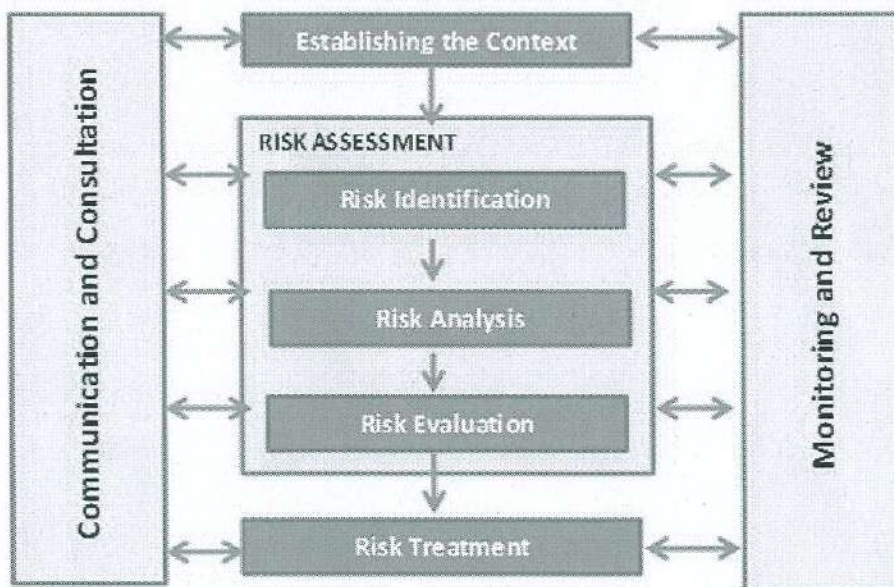 Communication and Consultation
Establishing the Context
RISK ASSESSMENT
Risk Identification
Risk Analysis
Risk Evaluation
Risk Treatment
Monitoring and Review